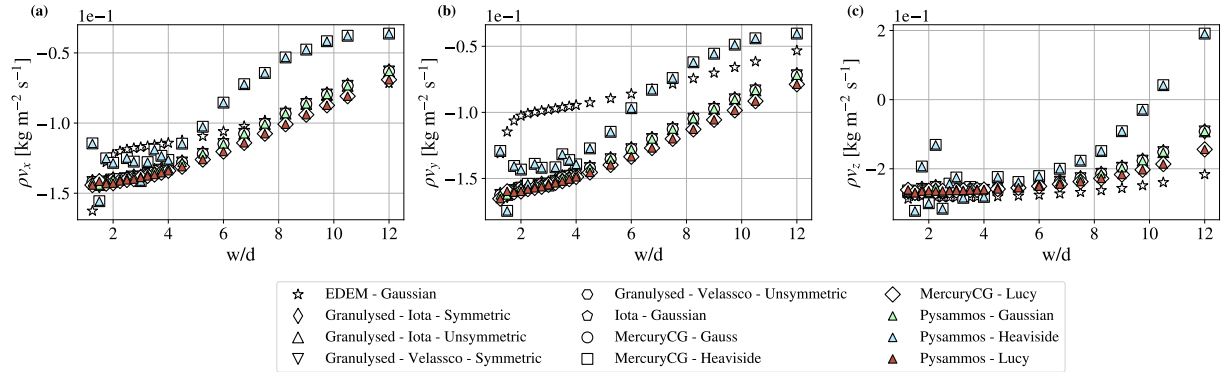 (a)
1e−1
−0.5
−1.0
−1.5
ρvx [kg m−2 s−1]
2 4 6 8 10 12
w/d
(b)
1e−1
−0.5
−1.0
−1.5
ρvy [kg m−2 s−1]
2 4 6 8 10 12
w/d
(c)
1e−1
2
0
−2
ρvz [kg m−2 s−1]
2 4 6 8 10 12
w/d
EDEM - Gaussian
Granulysed - Iota - Symmetric
Granulysed - Iota - Unsymmetric
Granulysed - Velassco - Symmetric
Granulysed - Velassco - Unsymmetric
Iota - Gaussian
MercuryCG - Gauss
MercuryCG - Heaviside
MercuryCG - Lucy
Pysammos - Gaussian
Pysammos - Heaviside
Pysammos - Lucy